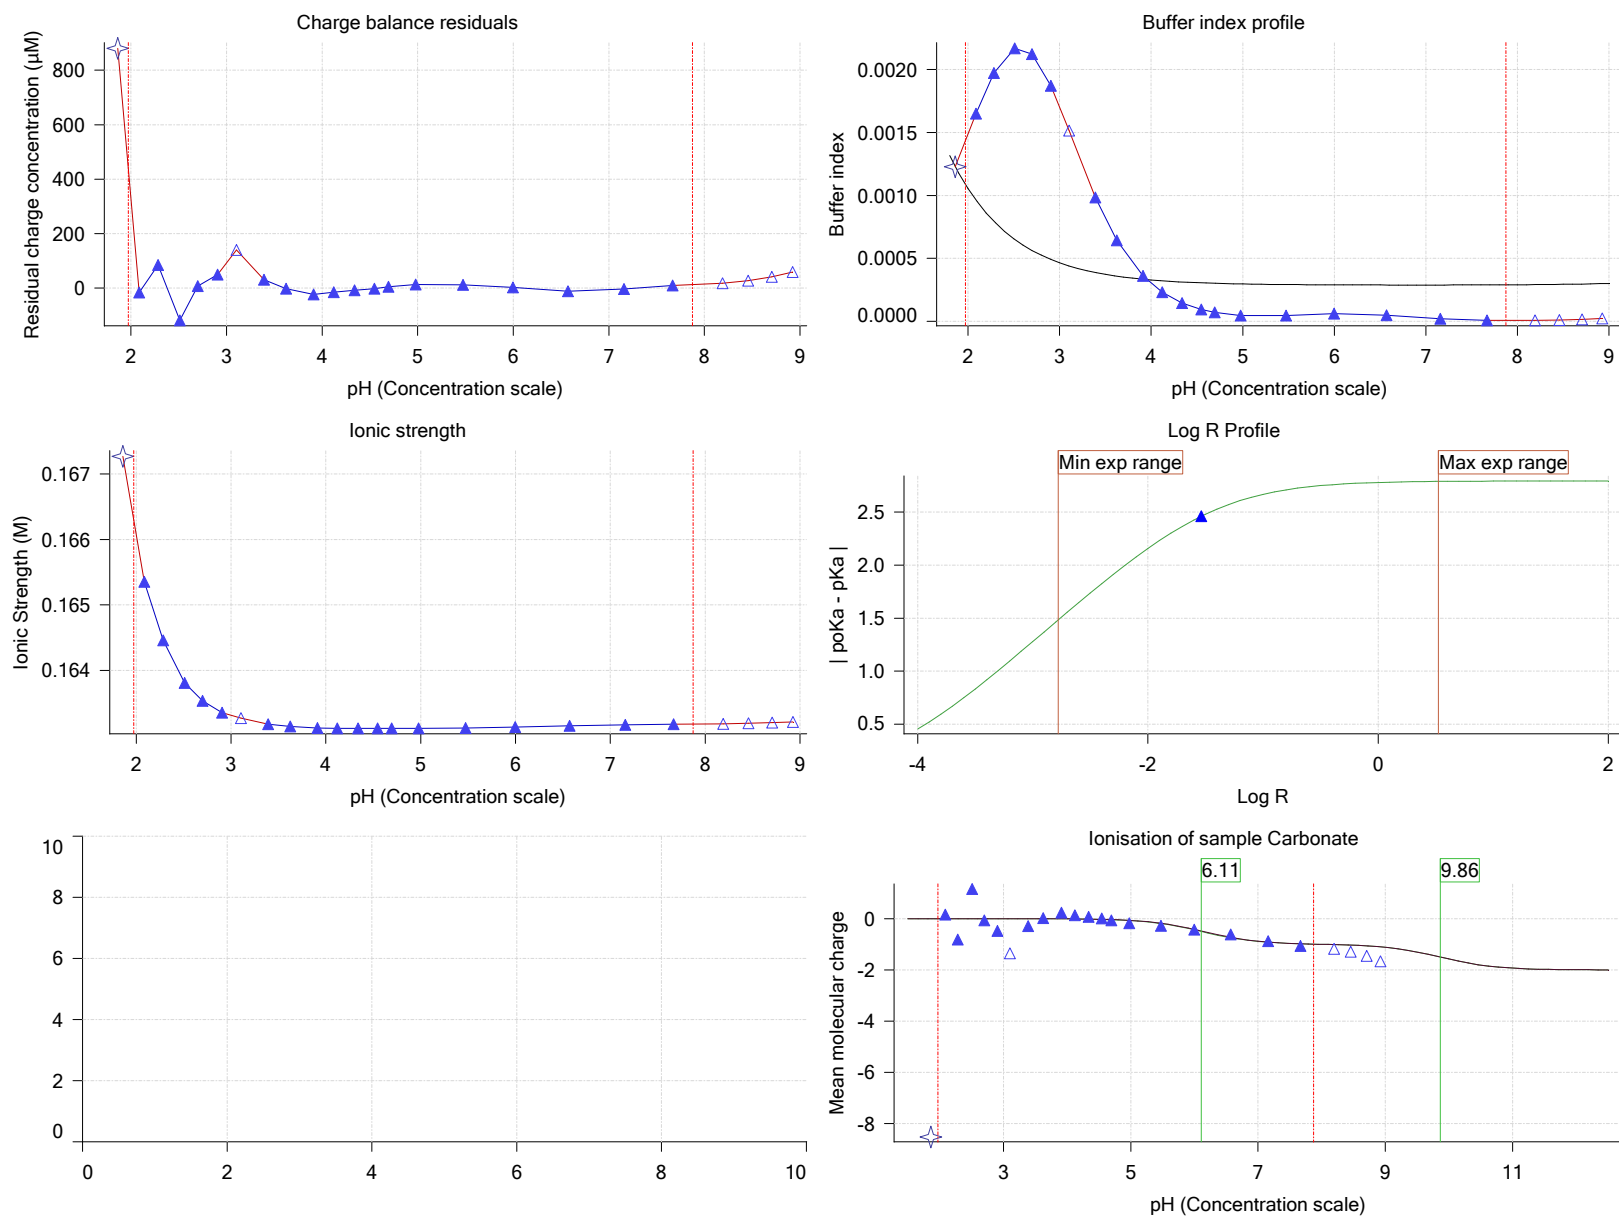 Charge balance residuals
Residual charge concentration (µM)
800
600
400
200
0
2 3 4 5 6 7 8 9
pH (Concentration scale)
Buffer index profile
Buffer index
0.0020
0.0015
0.0010
0.0005
0.0000
2 3 4 5 6 7 8 9
pH (Concentration scale)
Ionic strength
Ionic Strength (M)
0.167
0.166
0.165
0.164
2 3 4 5 6 7 8 9
pH (Concentration scale)
Log R Profile
Min exp range
Max exp range
| poKa - pKa |
2.5
2.0
1.5
1.0
0.5
-4 -2 0 2
Log R
10
8
6
4
2
0
0 2 4 6 8 10
Ionisation of sample Carbonate
6.11
9.86
Mean molecular charge
0
-2
-4
-6
-8
3 5 7 9 11
pH (Concentration scale)